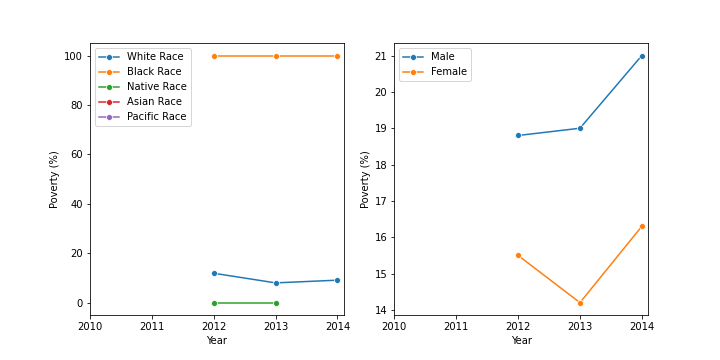 100
80
60
40
20
0
Poverty (%)
2010 2011 2012 2013 2014
Year
White Race
Black Race
Native Race
Asian Race
Pacific Race
21
20
19
18
17
16
15
14
Poverty (%)
2010 2011 2012 2013 2014
Year
Male
Female